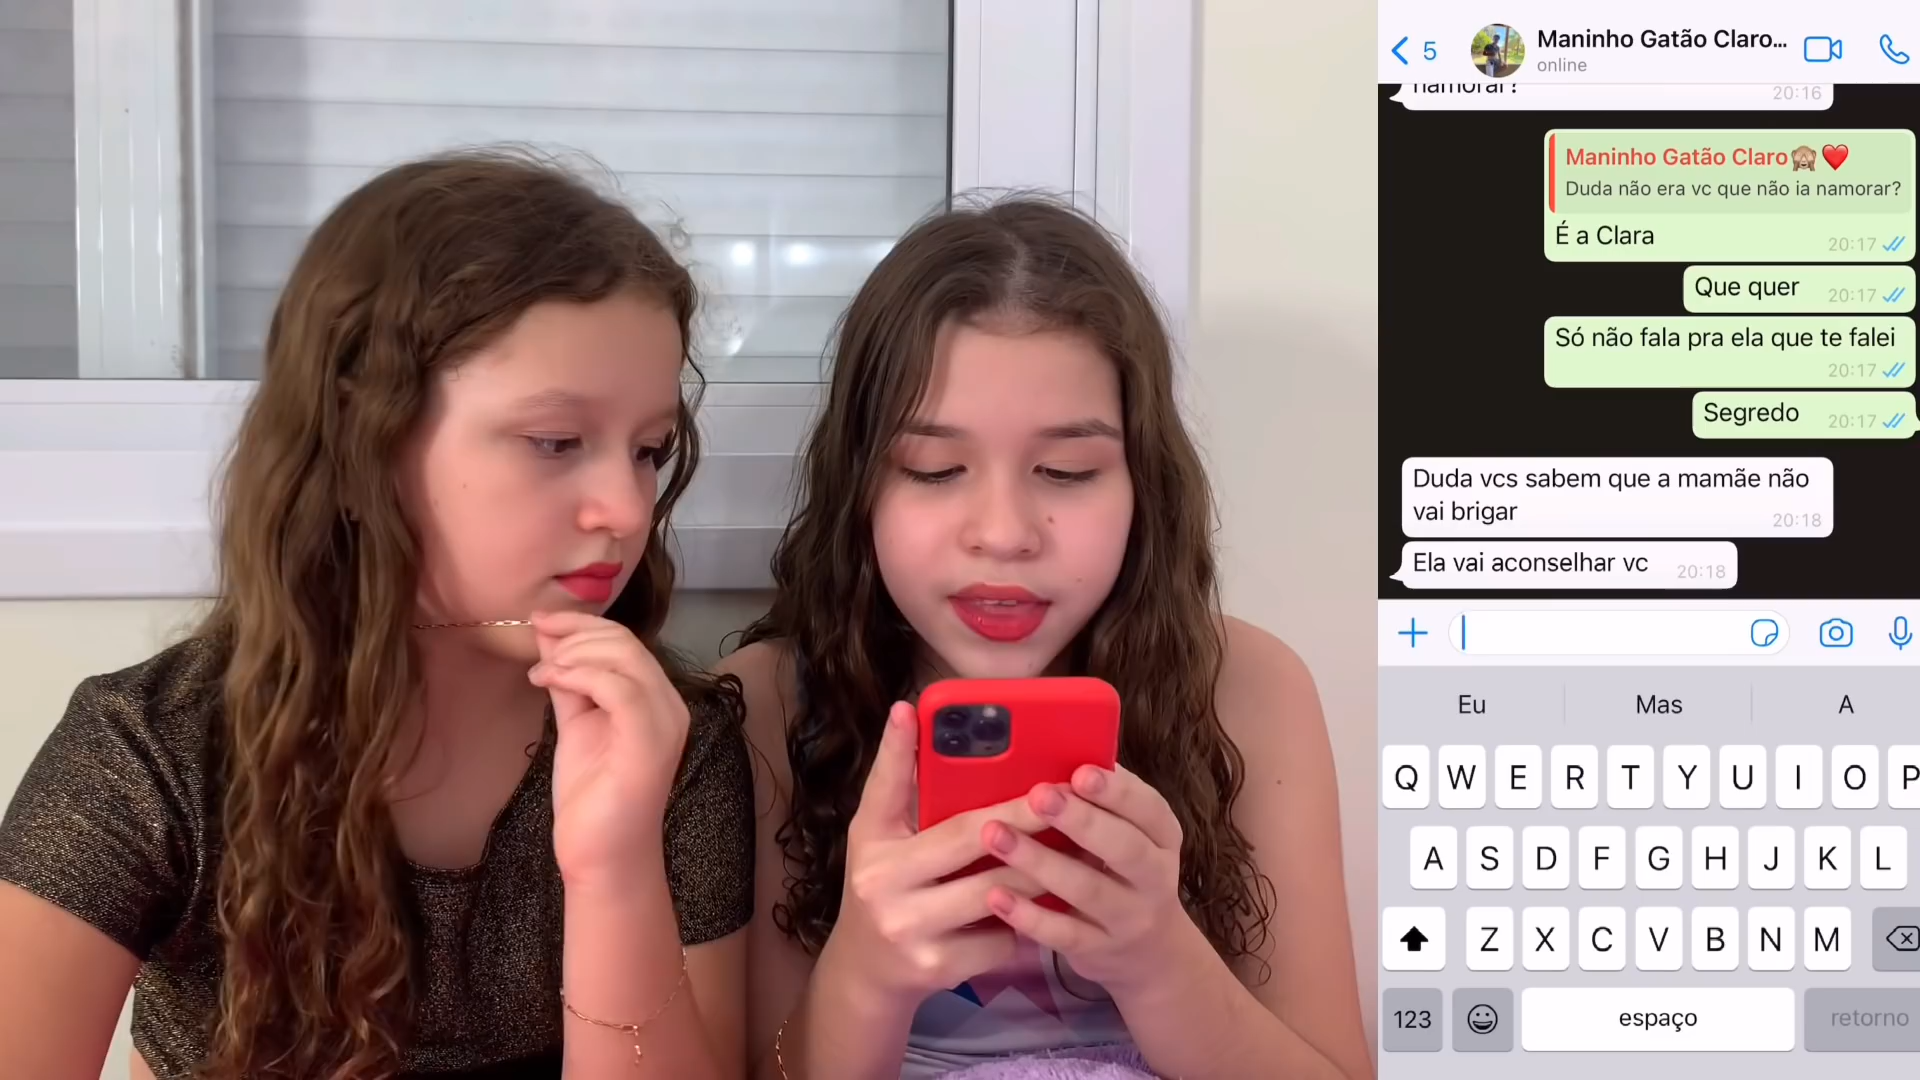 5
Maninho Gatão Claro...
online
namorar?
20:16
Maninho Gatão Claro🙈❤️
Duda não era vc que não ia namorar?
É a Clara
20:17
Que quer
20:17
Só não fala pra ela que te falei
20:17
Segredo
20:17
Duda vcs sabem que a mamãe não
vai brigar
20:18
Ela vai aconselhar vc
20:18
Eu Mas A
Q W E R T Y U I O P
A S D F G H J K L
Z X C V B N M
123 espaço retorno